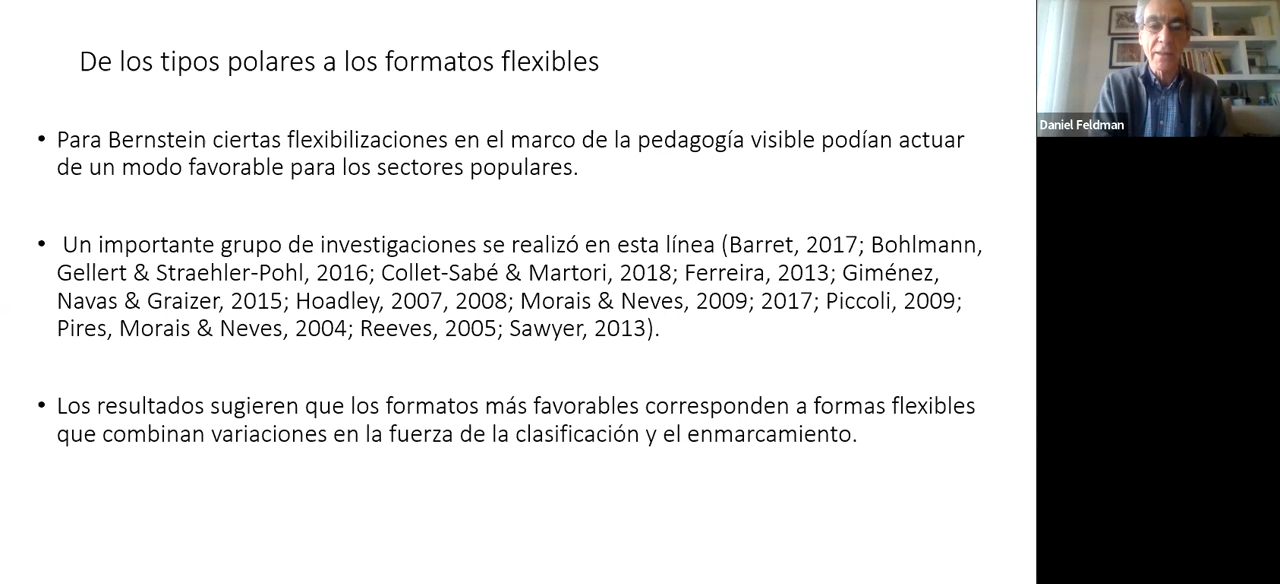 De los tipos polares a los formatos flexibles
• Para Bernstein ciertas flexibilizaciones en el marco de la pedagogía visible podían actuar
de un modo favorable para los sectores populares.
• Un importante grupo de investigaciones se realizó en esta línea (Barret, 2017; Bohlmann,
Gellert & Straehler-Pohl, 2016; Collet-Sabé & Martori, 2018; Ferreira, 2013; Giménez,
Navas & Graizer, 2015; Hoadley, 2007, 2008; Morais & Neves, 2009; 2017; Piccoli, 2009;
Pires, Morais & Neves, 2004; Reeves, 2005; Sawyer, 2013).
• Los resultados sugieren que los formatos más favorables corresponden a formas flexibles
que combinan variaciones en la fuerza de la clasificación y el enmarcamiento.
Daniel Feldman